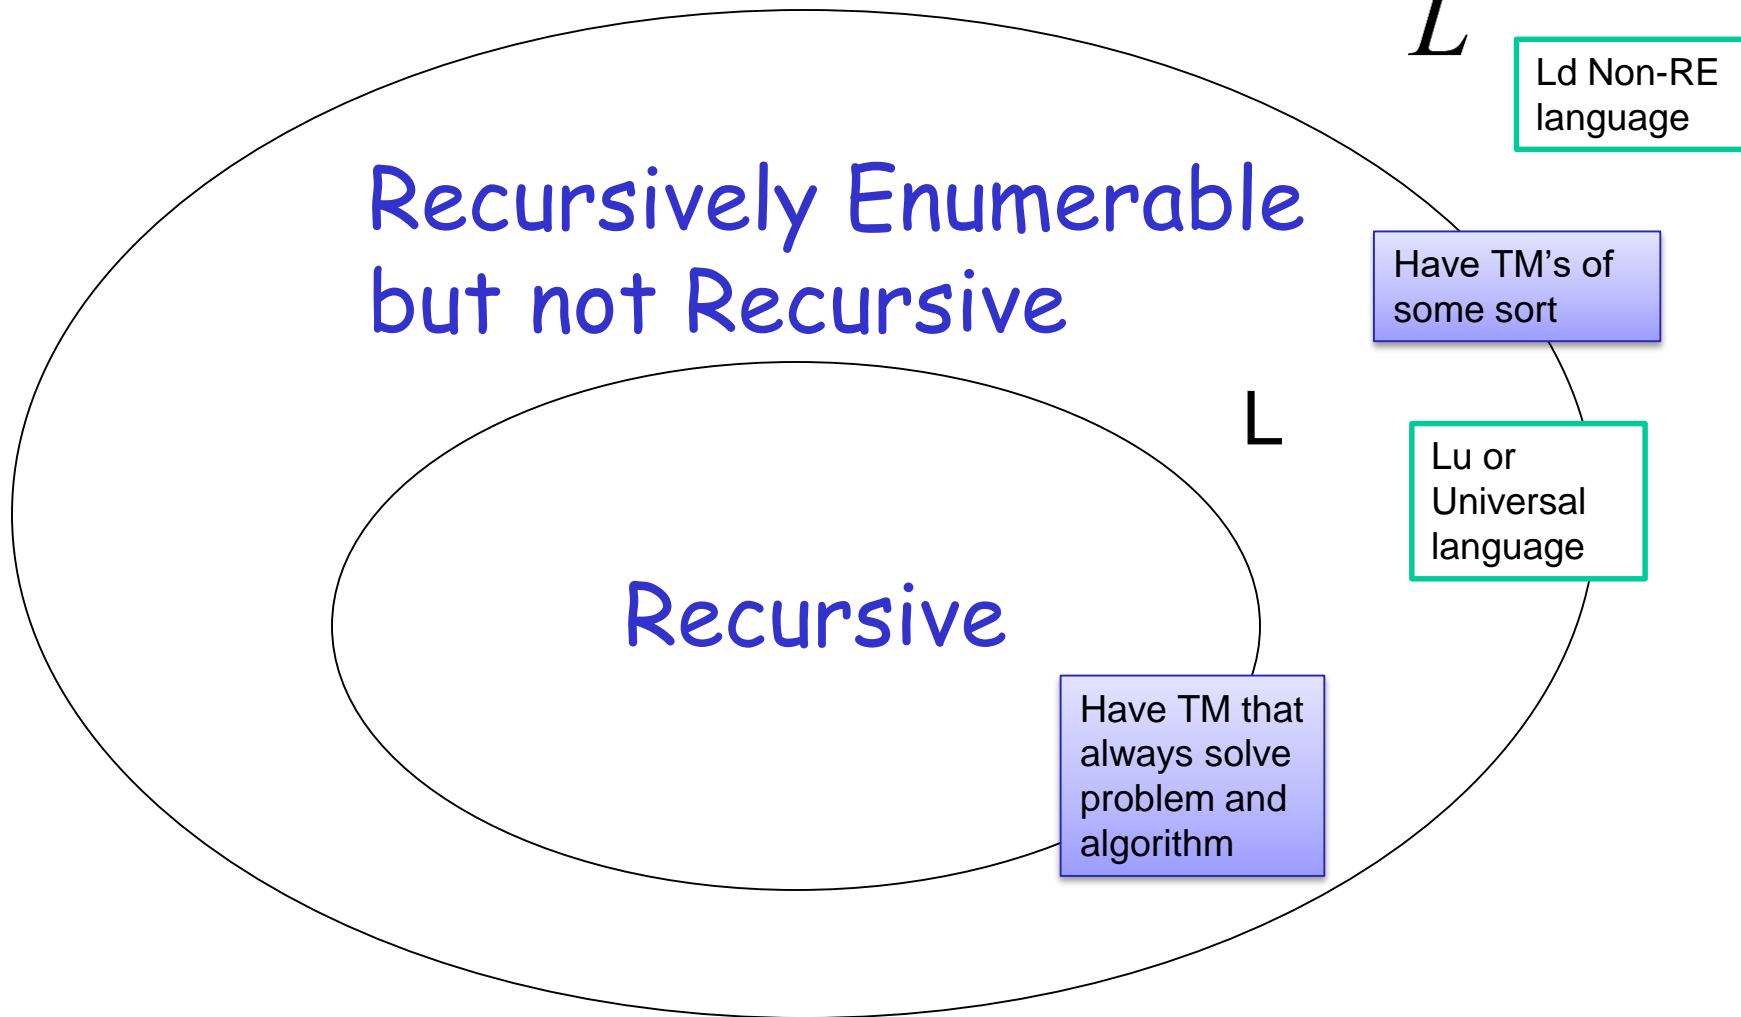 L
Ld Non-RE
language
Recursively Enumerable
but not Recursive
Have TM’s of
some sort
L
Lu or
Universal
language
Recursive
Have TM that
always solve
problem and
algorithm